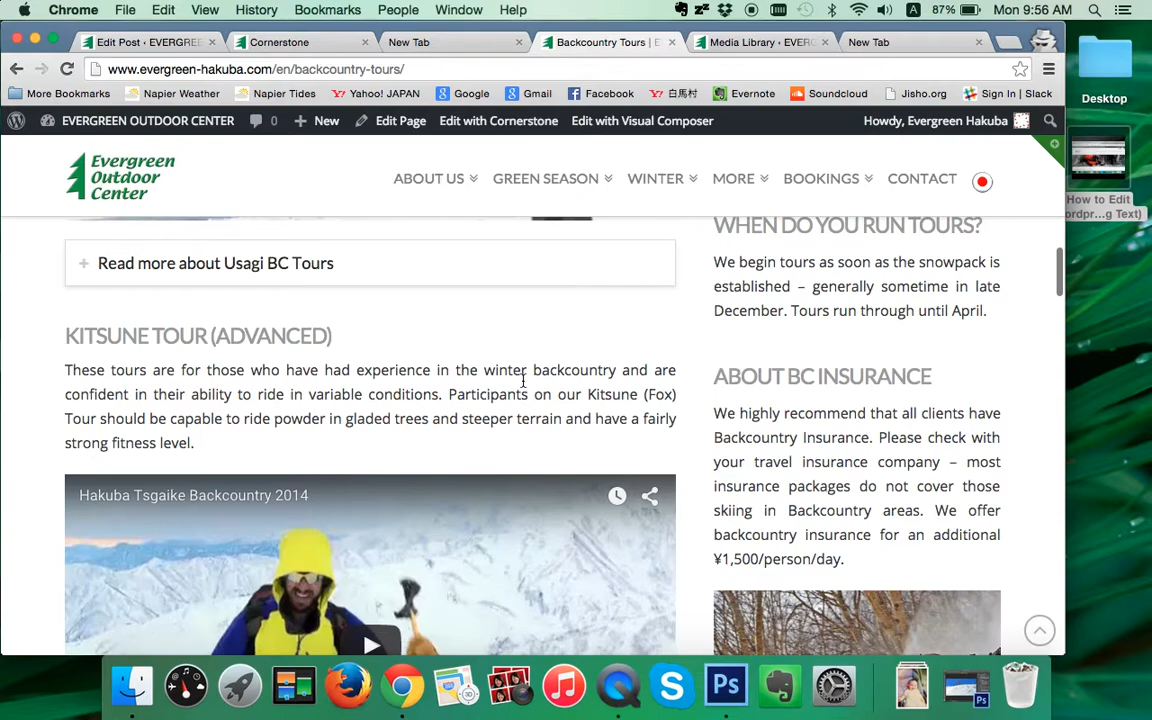 Chrome File Edit View History Bookmarks People Window Help 87% Mon 9:56 AM
Edit Post ‹ EVERGREE Cornerstone New Tab Backcountry Tours | E Media Library ‹ EVERG New Tab
www.evergreen-hakuba.com/en/backcountry-tours/
More Bookmarks Napier Weather Napier Tides Yahoo! JAPAN Google Gmail Facebook 白馬村 Evernote Soundcloud Jisho.org Sign In | Slack
Desktop
EVERGREEN OUTDOOR CENTER 0 New Edit Page Edit with Cornerstone Edit with Visual Composer Howdy, Evergreen Hakuba
Evergreen
Outdoor
Center
ABOUT US GREEN SEASON WINTER MORE BOOKINGS CONTACT
How to Edit
ordpr...g Text)
Read more about Usagi BC Tours
KITSUNE TOUR (ADVANCED)
These tours are for those who have had experience in the winter backcountry and are
confident in their ability to ride in variable conditions. Participants on our Kitsune (Fox)
Tour should be capable to ride powder in gladed trees and steeper terrain and have a fairly
strong fitness level.
Hakuba Tsgaike Backcountry 2014
WHEN DO YOU RUN TOURS?
We begin tours as soon as the snowpack is
established – generally sometime in late
December. Tours run through until April.
ABOUT BC INSURANCE
We highly recommend that all clients have
Backcountry Insurance. Please check with
your travel insurance company – most
insurance packages do not cover those
skiing in Backcountry areas. We offer
backcountry insurance for an additional
¥1,500/person/day.
Ps